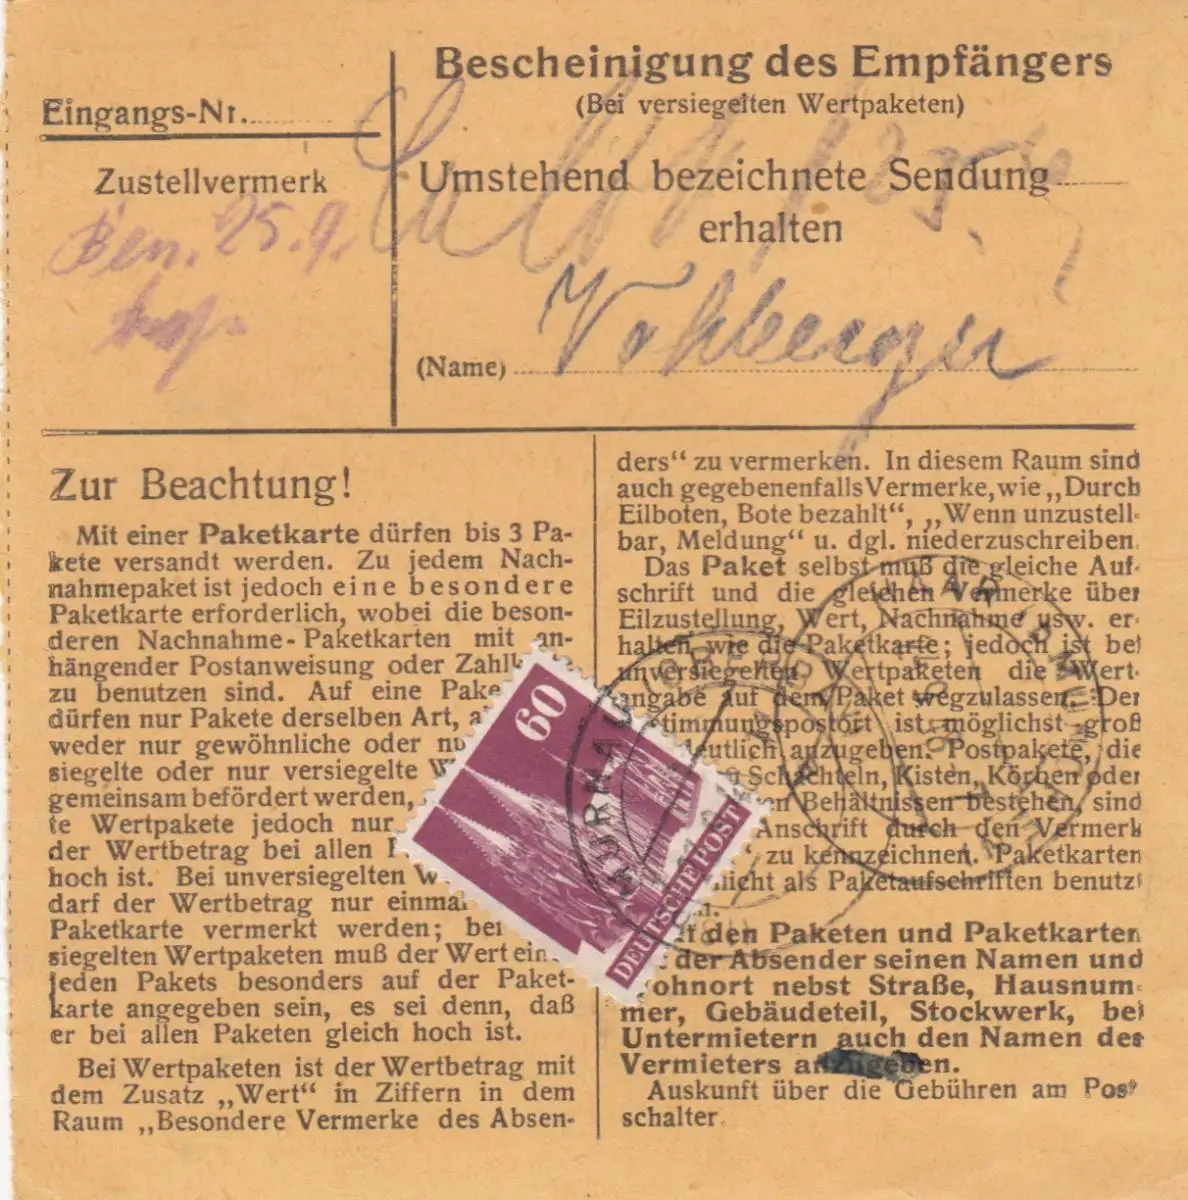 Eingangs-Nr.
Zustellvermerk
Ben. 25.9.
Bescheinigung des Empfängers
(Bei versiegelten Wertpaketen)
Umstehend bezeichnete Sendung
erhalten
(Name) Vohberger
Zur Beachtung!
Mit einer Paketkarte dürfen bis 3 Pa-
kete versandt werden. Zu jedem Nach-
nahmepaket ist jedoch eine besondere
Paketkarte erforderlich, wobei die beson-
deren Nachnahme-Paketkarten mit an-
hängender Postanweisung oder Zahlk
zu benutzen sind. Auf eine Pake
dürfen nur Pakete derselben Art, a
weder nur gewöhnliche oder nu
siegelte oder nur versiegelte W
gemeinsam befördert werden,
te Wertpakete jedoch nur
der Wertbetrag bei allen
hoch ist. Bei unversiegelten W
darf der Wertbetrag nur einmal
Paketkarte vermerkt werden; bei
siegelten Wertpaketen muß der Wert ein
jeden Pakets besonders auf der Paket-
karte angegeben sein, es sei denn, daß
er bei allen Paketen gleich hoch ist.
Bei Wertpaketen ist der Wertbetrag mit
dem Zusatz „Wert“ in Ziffern in dem
Raum „Besondere Vermerke des Absen-
ders“ zu vermerken. In diesem Raum sind
auch gegebenenfalls Vermerke, wie „Durch
Eilboten, Bote bezahlt“, „Wenn unzustell-
bar, Meldung“ u. dgl. niederzuschreiben.
Das Paket selbst muß die gleiche Auf-
schrift und die gleichen Vermerke über
Eilzustellung, Wert, Nachnahme usw. er-
halten wie die Paketkarte; jedoch ist bei
unversiegelten Wertpaketen die Wert-
angabe auf dem Paket wegzulassen. Der
stimmungspostort ist möglichst groß
deutlich anzugeben. Postpakete, die
Schachteln, Kisten, Körben oder
en Behältnissen bestehen, sind
Anschrift durch den Vermerk
zu kennzeichnen. Paketkarten
nicht als Paketaufschriften benutzt
n.
f den Paketen und Paketkarten
der Absender seinen Namen und
ohnort nebst Straße, Hausnum-
mer, Gebäudeteil, Stockwerk, bei
Untermietern auch den Namen des
Vermieters anzugeben.
Auskunft über die Gebühren am Post
schalter.
60
DEUTSCHE POST
MURNAU